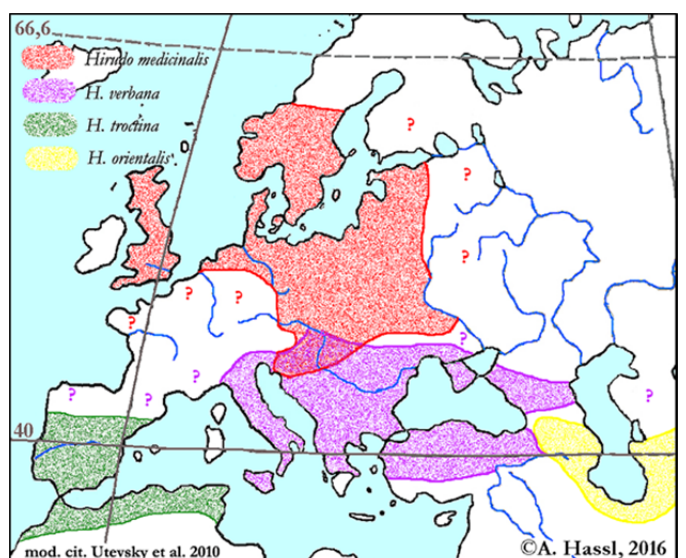 66,6
Hirudo medicinalis
H. verbana
H. troctina
H. orientalis
?
?
?
?
?
?
?
?
?
?
?
40
mod. cit. Utevsky et al. 2010
©A. Hassl, 2016